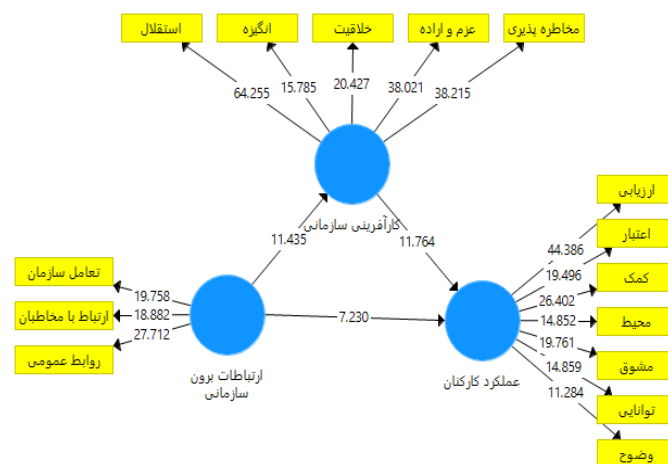 استقلال
انگیزه
خلاقیت
عزم و اراده
مخاطره پذیری
64.255
15.785
20.427
38.021
38.215
کارآفرینی سازمانی
11.435
11.764
ارزیابی
اعتبار
کمک
محیط
مشوق
توانایی
وضوح
44.386
19.496
26.402
14.852
19.761
14.859
11.284
تعامل سازمان
ارتباط با مخاطبان
روابط عمومی
19.758
18.882
27.712
7.230
ارتباطات برون
سازمانی
عملکرد کارکنان